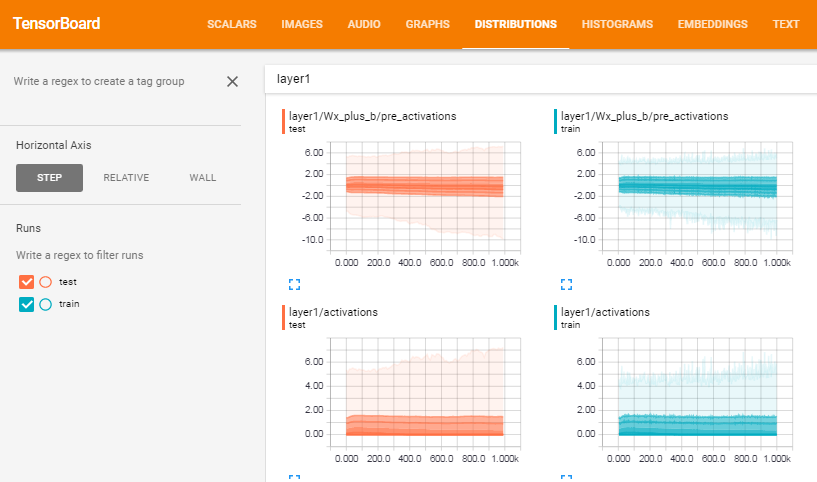 TensorBoard
SCALARS IMAGES AUDIO GRAPHS DISTRIBUTIONS HISTOGRAMS EMBEDDINGS TEXT
Write a regex to create a tag group
Horizontal Axis
STEP RELATIVE WALL
Runs
Write a regex to filter runs
test
train
layer1
layer1/Wx_plus_b/pre_activations
test
6.00
2.00
-2.00
-6.00
-10.0
0.000 200.0 400.0 600.0 800.0 1.000k
layer1/Wx_plus_b/pre_activations
train
6.00
2.00
-2.00
-6.00
-10.0
0.000 200.0 400.0 600.0 800.0 1.000k
layer1/activations
test
6.00
4.00
2.00
0.00
0.000 200.0 400.0 600.0 800.0 1.000k
layer1/activations
train
6.00
4.00
2.00
0.00
0.000 200.0 400.0 600.0 800.0 1.000k